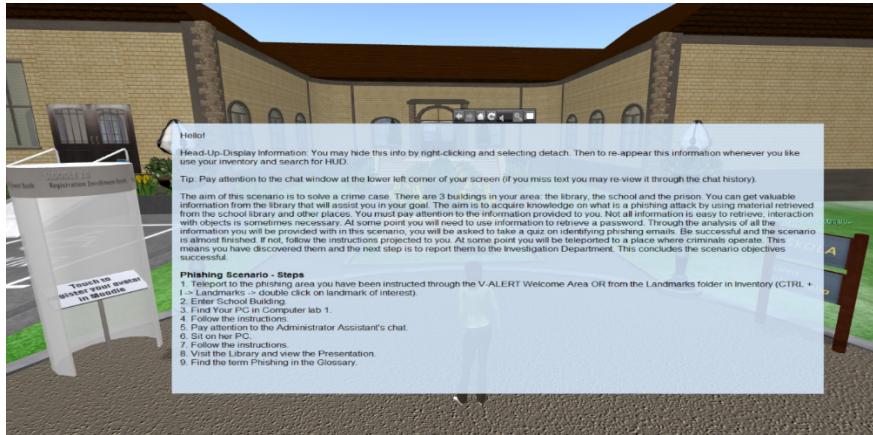 Hello!
Head-Up-Display Information: You may hide this info by right-clicking and selecting detach. Then to re-appear this information whenever you like
use your inventory and search for HUD.
Tip: Pay attention to the chat window at the lower left corner of your screen (if you miss text you may re-view it through the chat history).
The aim of this scenario is to solve a crime case. There are 3 buildings in your area: the library, the school and the prison. You can get valuable
information from the library that will assist you in your goal. The aim is to acquire knowledge on what is a phishing attack by using material retrieved
from the school library and other places. You must pay attention to the information provided to you. Not all information is easy to retrieve, interaction
with objects is sometimes necessary. At some point you will need to use information to retrieve a password. Through the analysis of all the
information you will be provided with in this scenario, you will be asked to take a quiz on identifying phishing emails. Be successful and the scenario
is almost finished. If not, follow the instructions projected to you. At some point you will be teleported to a place where criminals operate. This
means you have discovered them and the next step is to report them to the Investigation Department. This concludes the scenario objectives
successful.
Phishing Scenario - Steps
1. Teleport to the phishing area you have been instructed through the V-ALERT Welcome Area OR from the Landmarks folder in Inventory (CTRL +
I -> Landmarks -> double click on landmark of interest).
2. Enter School Building.
3. Find Your PC in Computer lab 1.
4. Follow the instructions.
5. Pay attention to the Administrator Assistant's chat.
6. Sit on her PC.
7. Follow the instructions.
8. Visit the Library and view the Presentation.
9. Find the term Phishing in the Glossary.
Registration Enrolment
Touch to
gister your avatar
in Moodle
KOLA